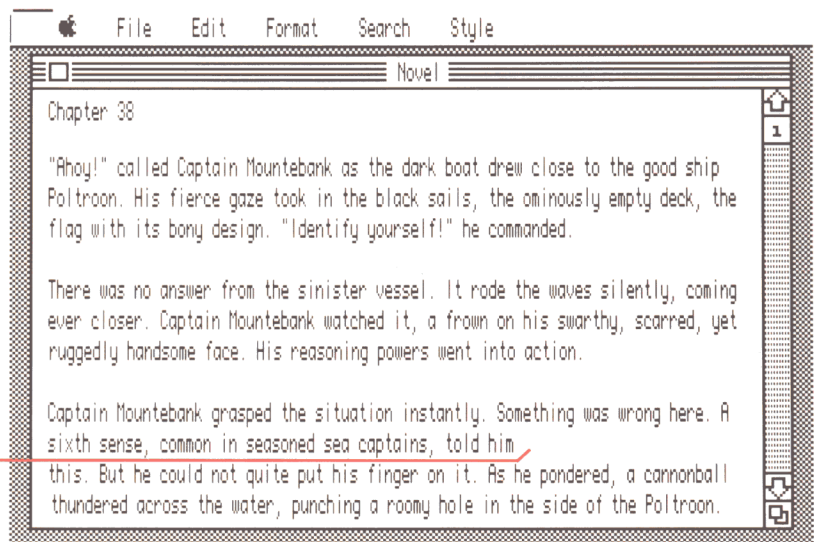 File Edit Format Search Style
Novel
Chapter 38
"Ahoy!" called Captain Mountebank as the dark boat drew close to the good ship
Poltroon. His fierce gaze took in the black sails, the ominously empty deck, the
flag with its bony design. "Identify yourself!" he commanded.
There was no answer from the sinister vessel. It rode the waves silently, coming
ever closer. Captain Mountebank watched it, a frown on his swarthy, scarred, yet
ruggedly handsome face. His reasoning powers went into action.
Captain Mountebank grasped the situation instantly. Something was wrong here. A
sixth sense, common in seasoned sea captains, told him
this. But he could not quite put his finger on it. As he pondered, a cannonball
thundered across the water, punching a roomy hole in the side of the Poltroon.
1